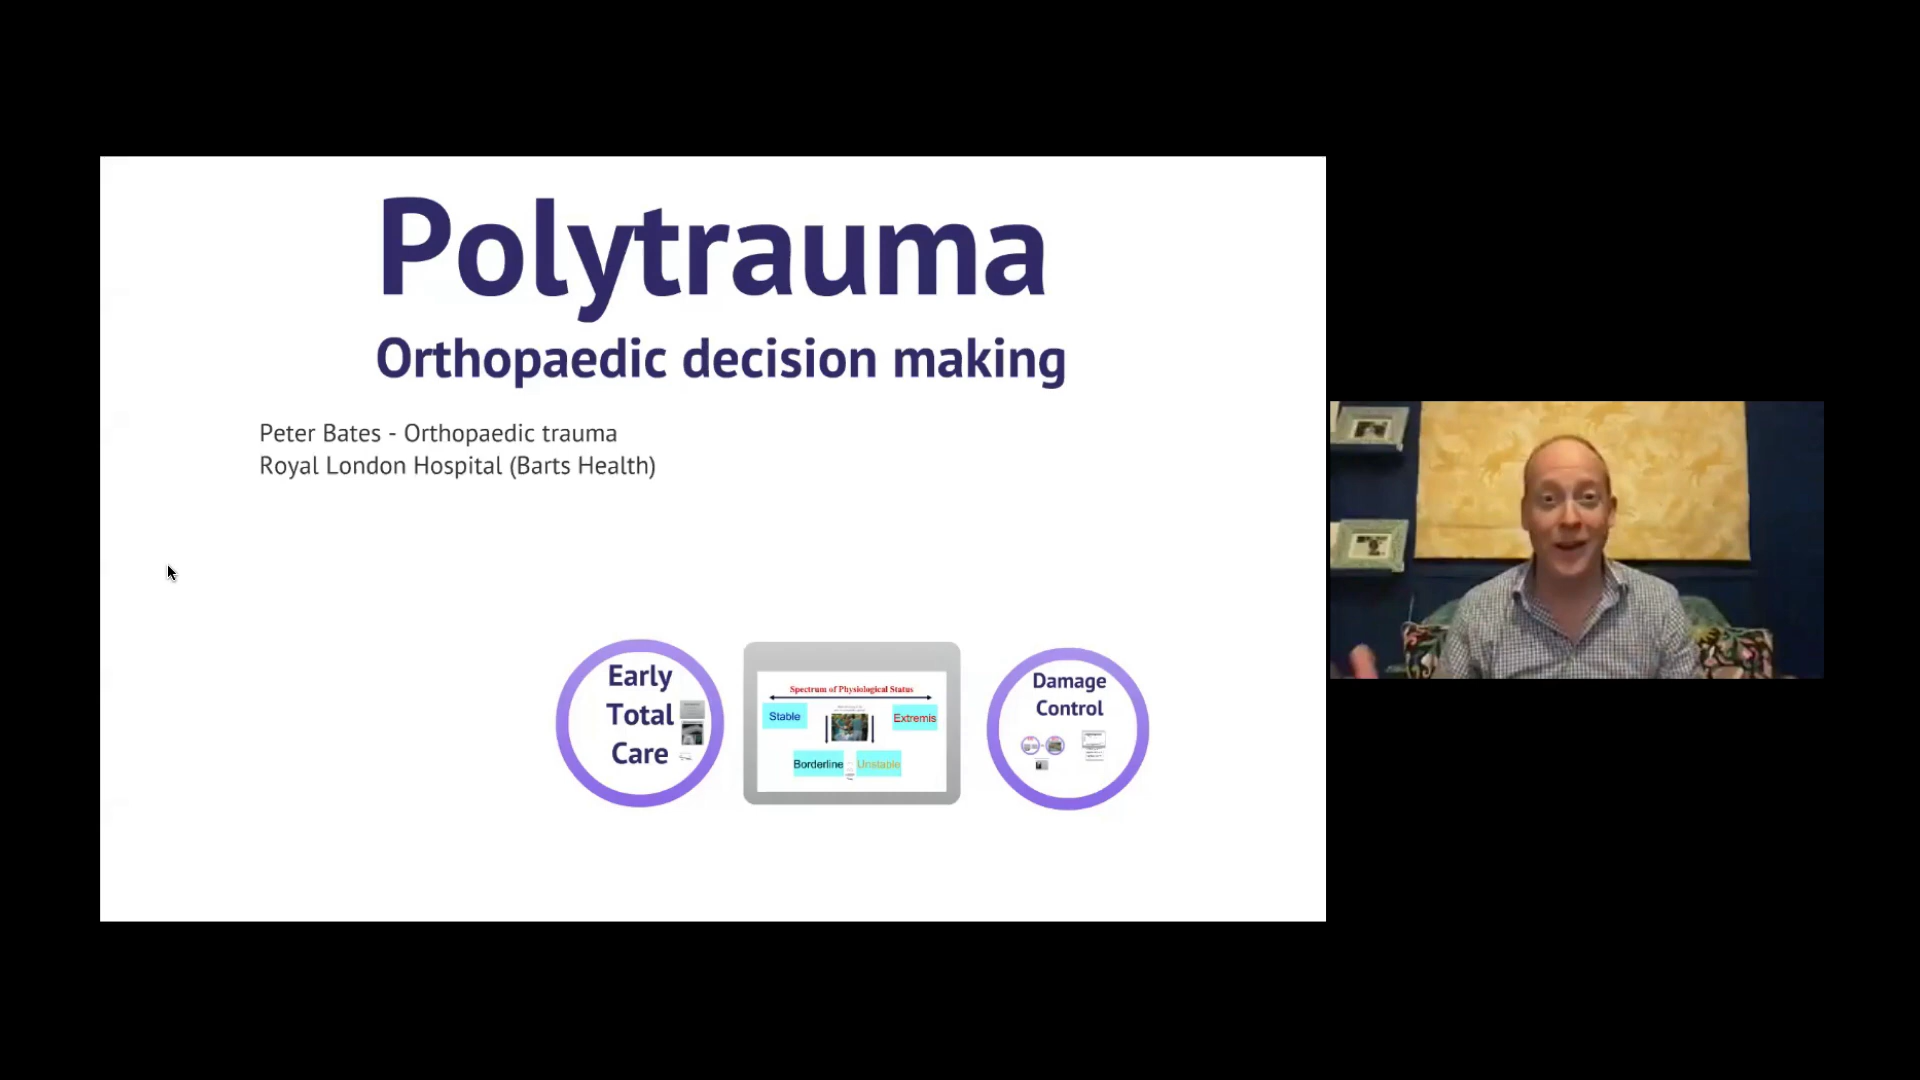 Polytrauma
Orthopaedic decision making
Peter Bates - Orthopaedic trauma
Royal London Hospital (Barts Health)
Early
Total
Care
Spectrum of Physiological Status
Stable
Extremis
Borderline
Unstable
Damage
Control